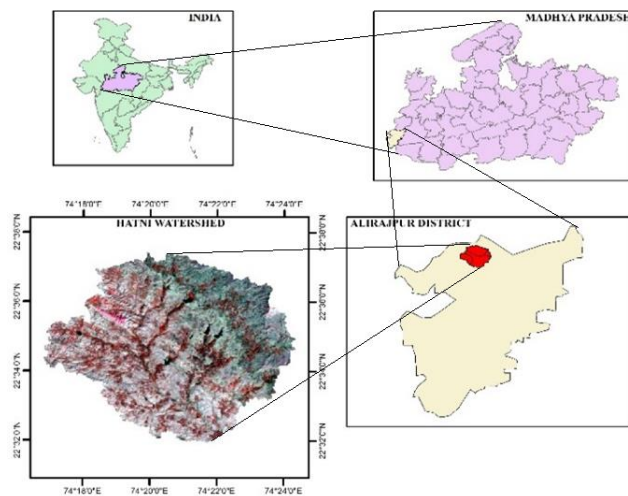 INDIA
MADHYA PRADESH
74°18'0"E 74°20'0"E 74°22'0"E 74°24'0"E
HATNI WATERSHED
22°38'0"N
22°36'0"N
22°34'0"N
22°32'0"N
22°38'0"N
22°36'0"N
22°34'0"N
22°32'0"N
74°18'0"E 74°20'0"E 74°22'0"E 74°24'0"E
ALIRAJPUR DISTRICT